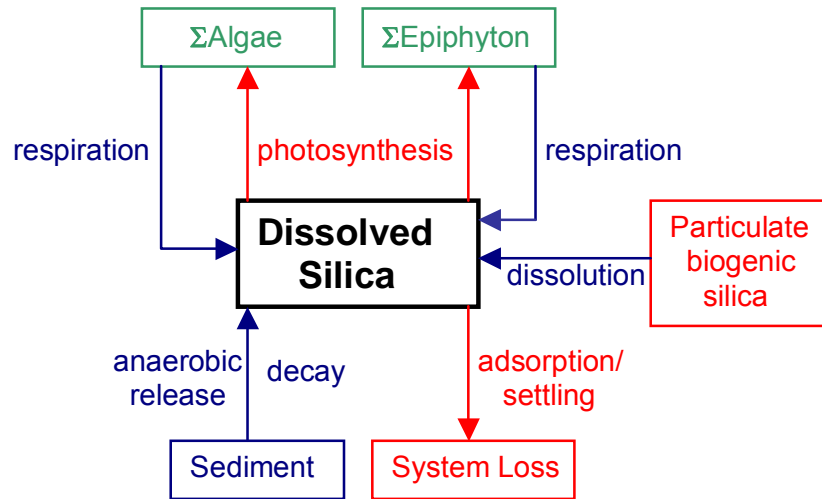 ΣAlgae
ΣEpiphyton
respiration
photosynthesis
respiration
Dissolved
Silica
Particulate
biogenic
silica
dissolution
anaerobic
release
decay
adsorption/
settling
Sediment
System Loss